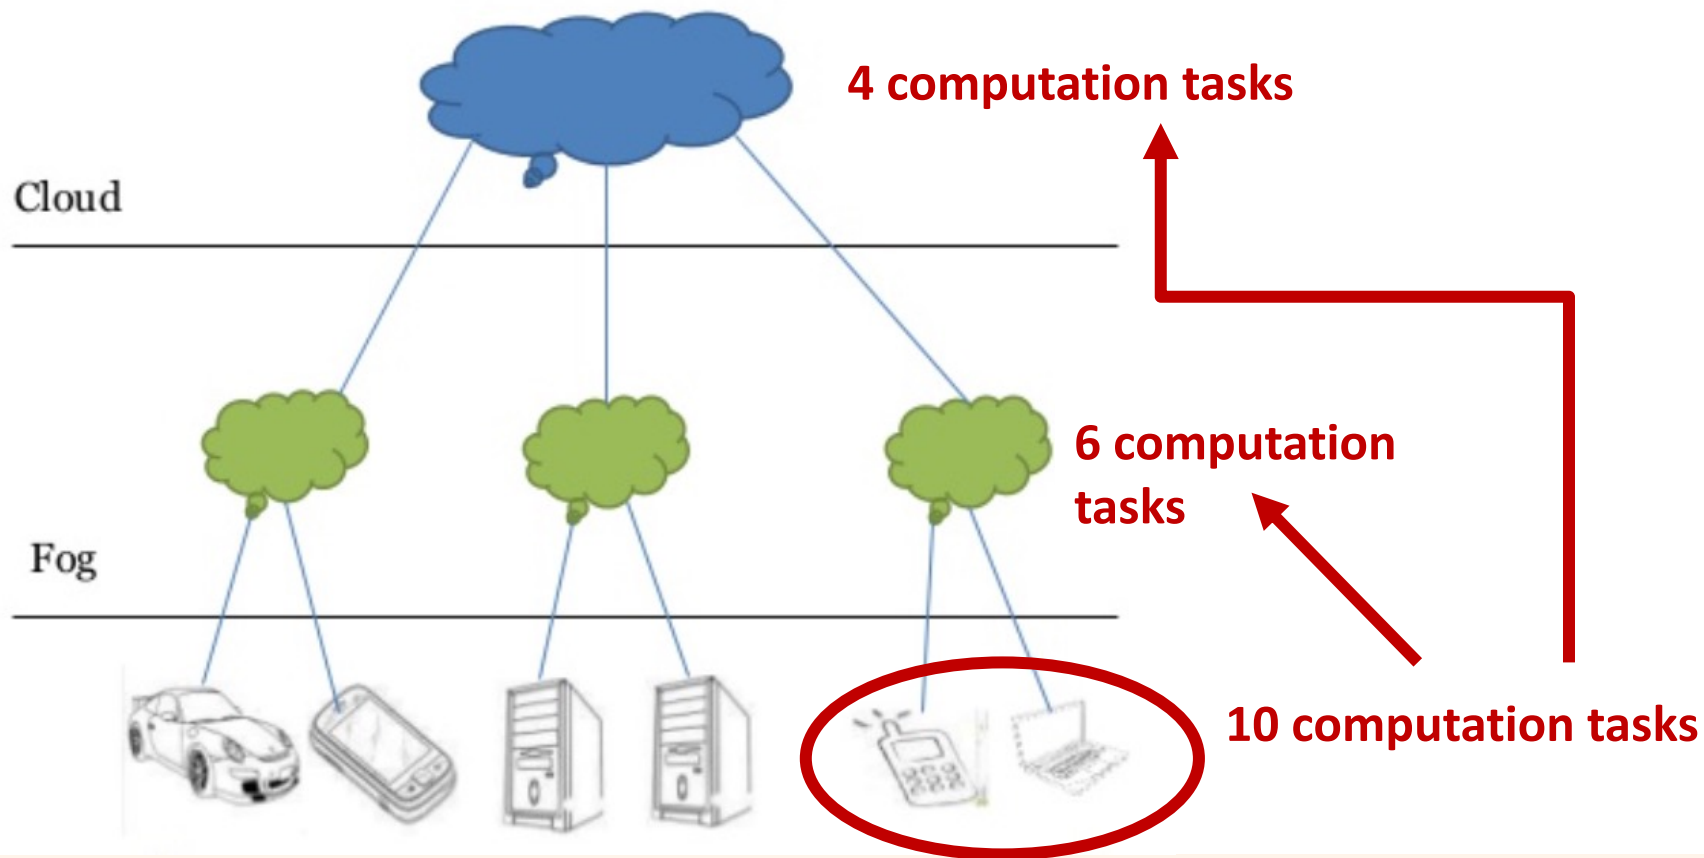 4 computation tasks
Cloud
6 computation
tasks
Fog
10 computation tasks